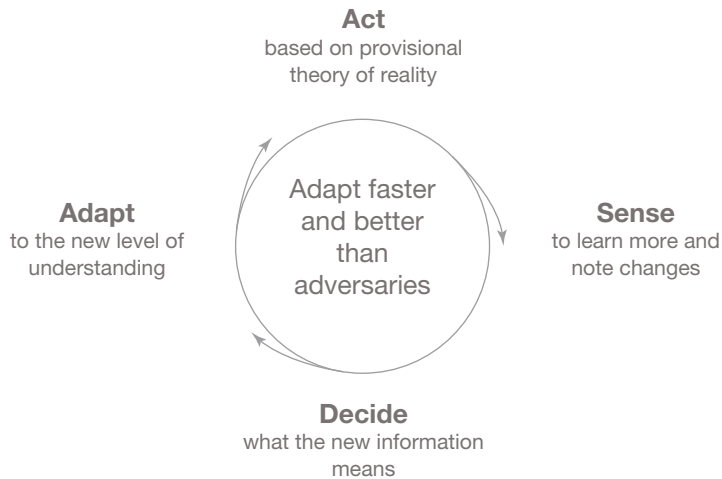 Act
based on provisional
theory of reality
Adapt
to the new level of
understanding
Adapt faster
and better
than
adversaries
Sense
to learn more and
note changes
Decide
what the new information
means